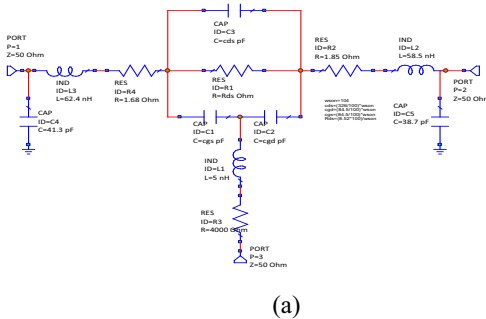 CAP
ID=C3
C=cds pF
PORT
P=1
Z=50 Ohm
IND
ID=L3
L=62.4 nH
RES
ID=R4
R=1.68 Ohm
RES
ID=R1
R=Rds Ohm
RES
ID=R2
R=1.85 Ohm
IND
ID=L2
L=58.5 nH
PORT
P=2
Z=50 Ohm
CAP
ID=C4
C=41.3 pF
CAP
ID=C1
C=cgs pF
CAP
ID=C2
C=cgd pF
CAP
ID=C5
C=38.7 pF
IND
ID=L1
L=5 nH
RES
ID=R3
R=4000 Ohm
PORT
P=3
Z=50 Ohm
(a)